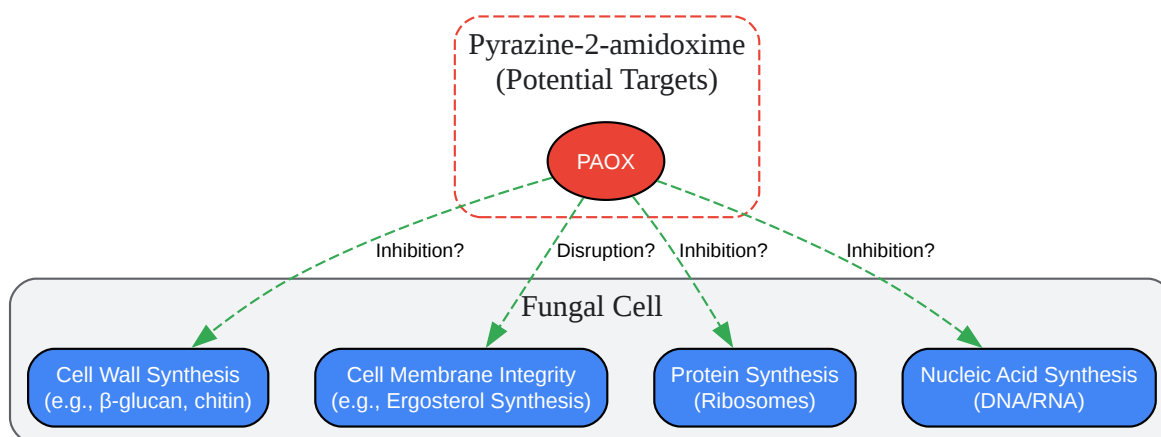 Pyrazine-2-amidoxime
(Potential Targets)
PAOX
Inhibition?
Disruption?
Inhibition?
Inhibition?
Fungal Cell
Cell Wall Synthesis
(e.g., β-glucan, chitin)
Cell Membrane Integrity
(e.g., Ergosterol Synthesis)
Protein Synthesis
(Ribosomes)
Nucleic Acid Synthesis
(DNA/RNA)